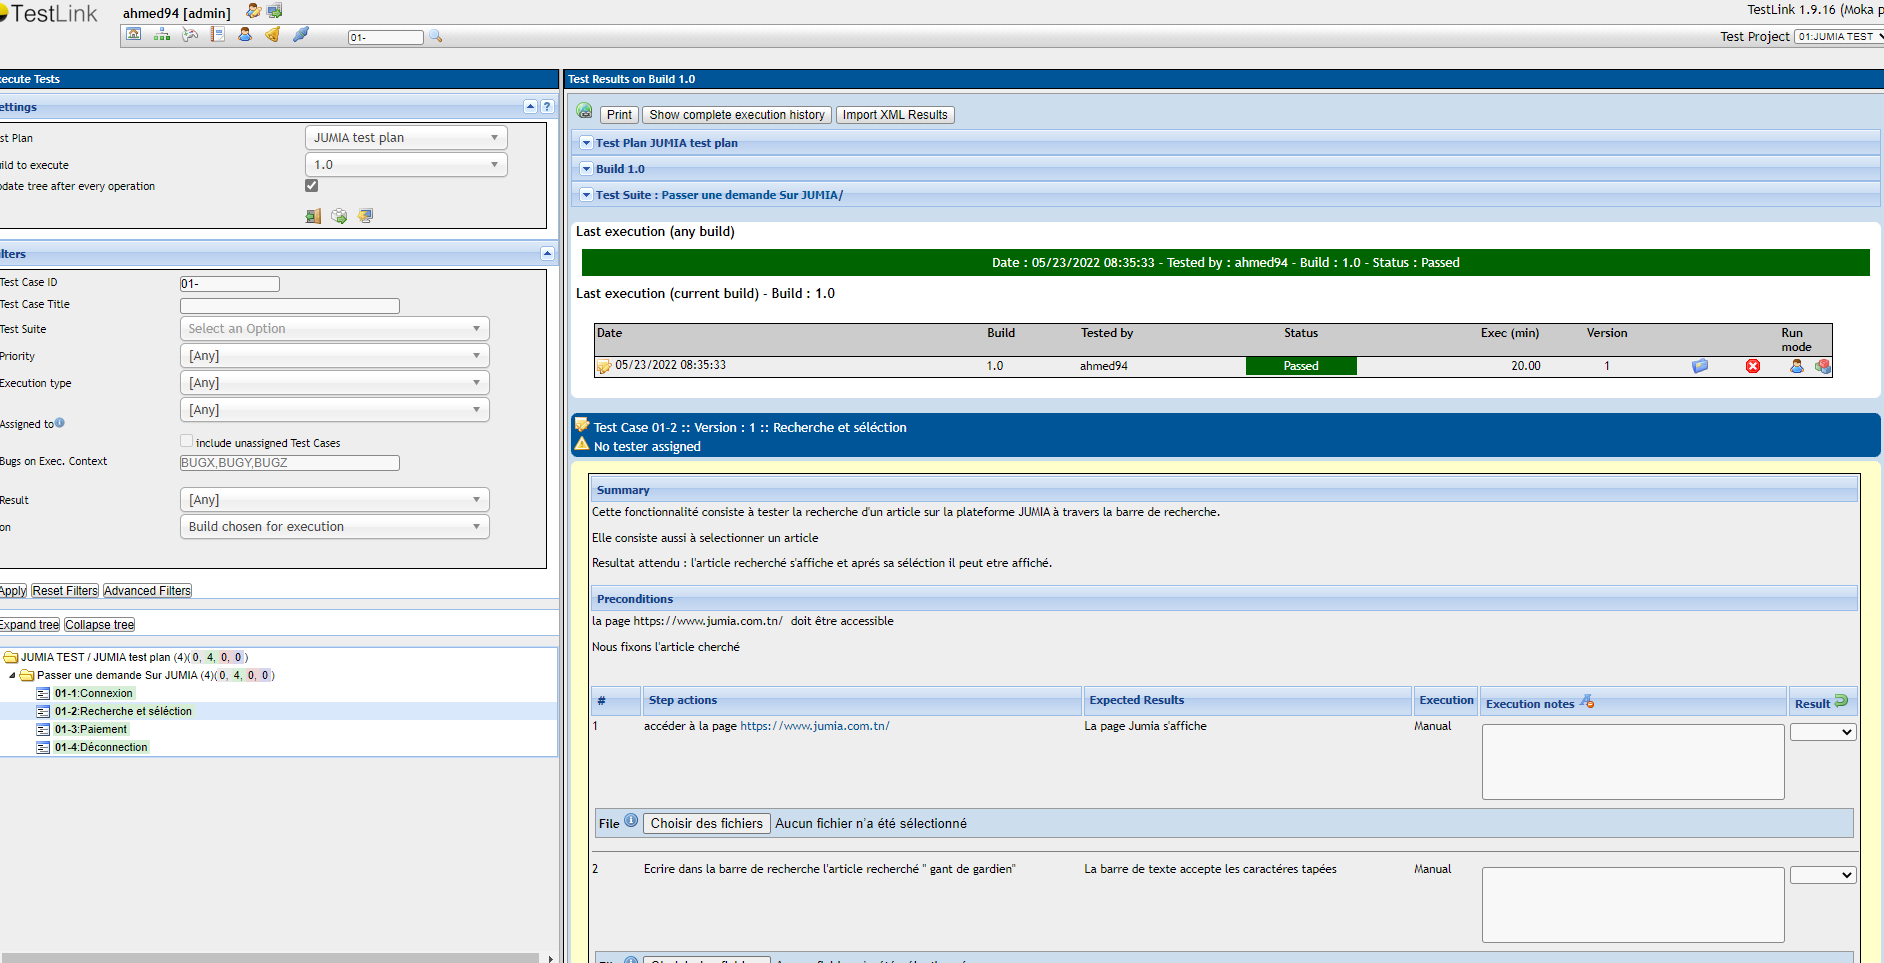 TestLink
ahmed94 [admin]
TestLink 1.9.16 (Moka p
01-
Test Project 01:JUMIA TEST
ecute Tests
ettings
?
st Plan
JUMIA test plan
ild to execute
1.0
pdate tree after every operation
lters
Test Case ID
01-
Test Case Title
Test Suite
Select an Option
Priority
[Any]
Execution type
[Any]
[Any]
Assigned to
include unassigned Test Cases
Bugs on Exec. Context
BUGX,BUGY,BUGZ
Result
[Any]
on
Build chosen for execution
Apply Reset Filters Advanced Filters
Expand tree Collapse tree
JUMIA TEST / JUMIA test plan (4)(0, 4, 0, 0 )
Passer une demande Sur JUMIA (4)(0, 4, 0, 0 )
01-1:Connexion
01-2:Recherche et séléction
01-3:Paiement
01-4:Déconnection
Test Results on Build 1.0
Print Show complete execution history Import XML Results
Test Plan JUMIA test plan
Build 1.0
Test Suite : Passer une demande Sur JUMIA/
Last execution (any build)
Date : 05/23/2022 08:35:33 - Tested by : ahmed94 - Build : 1.0 - Status : Passed
Last execution (current build) - Build : 1.0
Date Build Tested by Status Exec (min) Version Run mode
05/23/2022 08:35:33 1.0 ahmed94 Passed 20.00 1
Test Case 01-2 :: Version : 1 :: Recherche et séléction
No tester assigned
Summary
Cette fonctionnalité consiste à tester la recherche d'un article sur la plateforme JUMIA à travers la barre de recherche.
Elle consiste aussi à selectionner un article
Resultat attendu : l'article recherché s'affiche et aprés sa séléction il peut etre affiché.
Preconditions
la page https://www.jumia.com.tn/ doit être accessible
Nous fixons l'article cherché
# Step actions Expected Results Execution Execution notes Result
1 accéder à la page https://www.jumia.com.tn/ La page Jumia s'affiche Manual
File Choisir des fichiers Aucun fichier n'a été sélectionné
2 Ecrire dans la barre de recherche l'article recherché " gant de gardien" La barre de texte accepte les caractéres tapées Manual